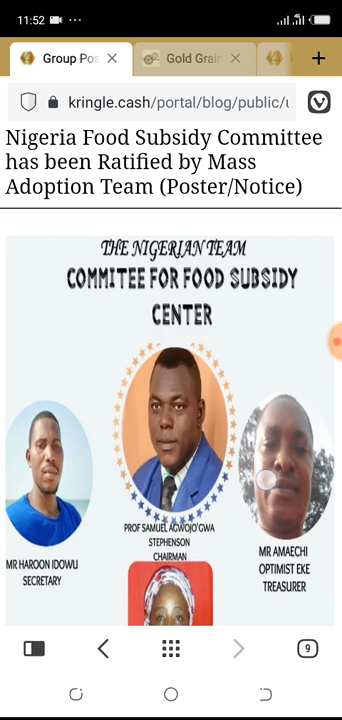 11:52
Group Pos
Gold Grain
kringle.cash/portal/blog/public/
Nigeria Food Subsidy Committee
has been Ratified by Mass
Adoption Team (Poster/Notice)
THE NIGERIAN TEAM
COMMITEE FOR FOOD SUBSIDY
CENTER
PROF SAMUEL AGWOJO'GWA
STEPHENSON
CHAIRMAN
MR HAROON IDOWU
SECRETARY
MR AMAECHI
OPTIMIST EKE
TREASURER
9